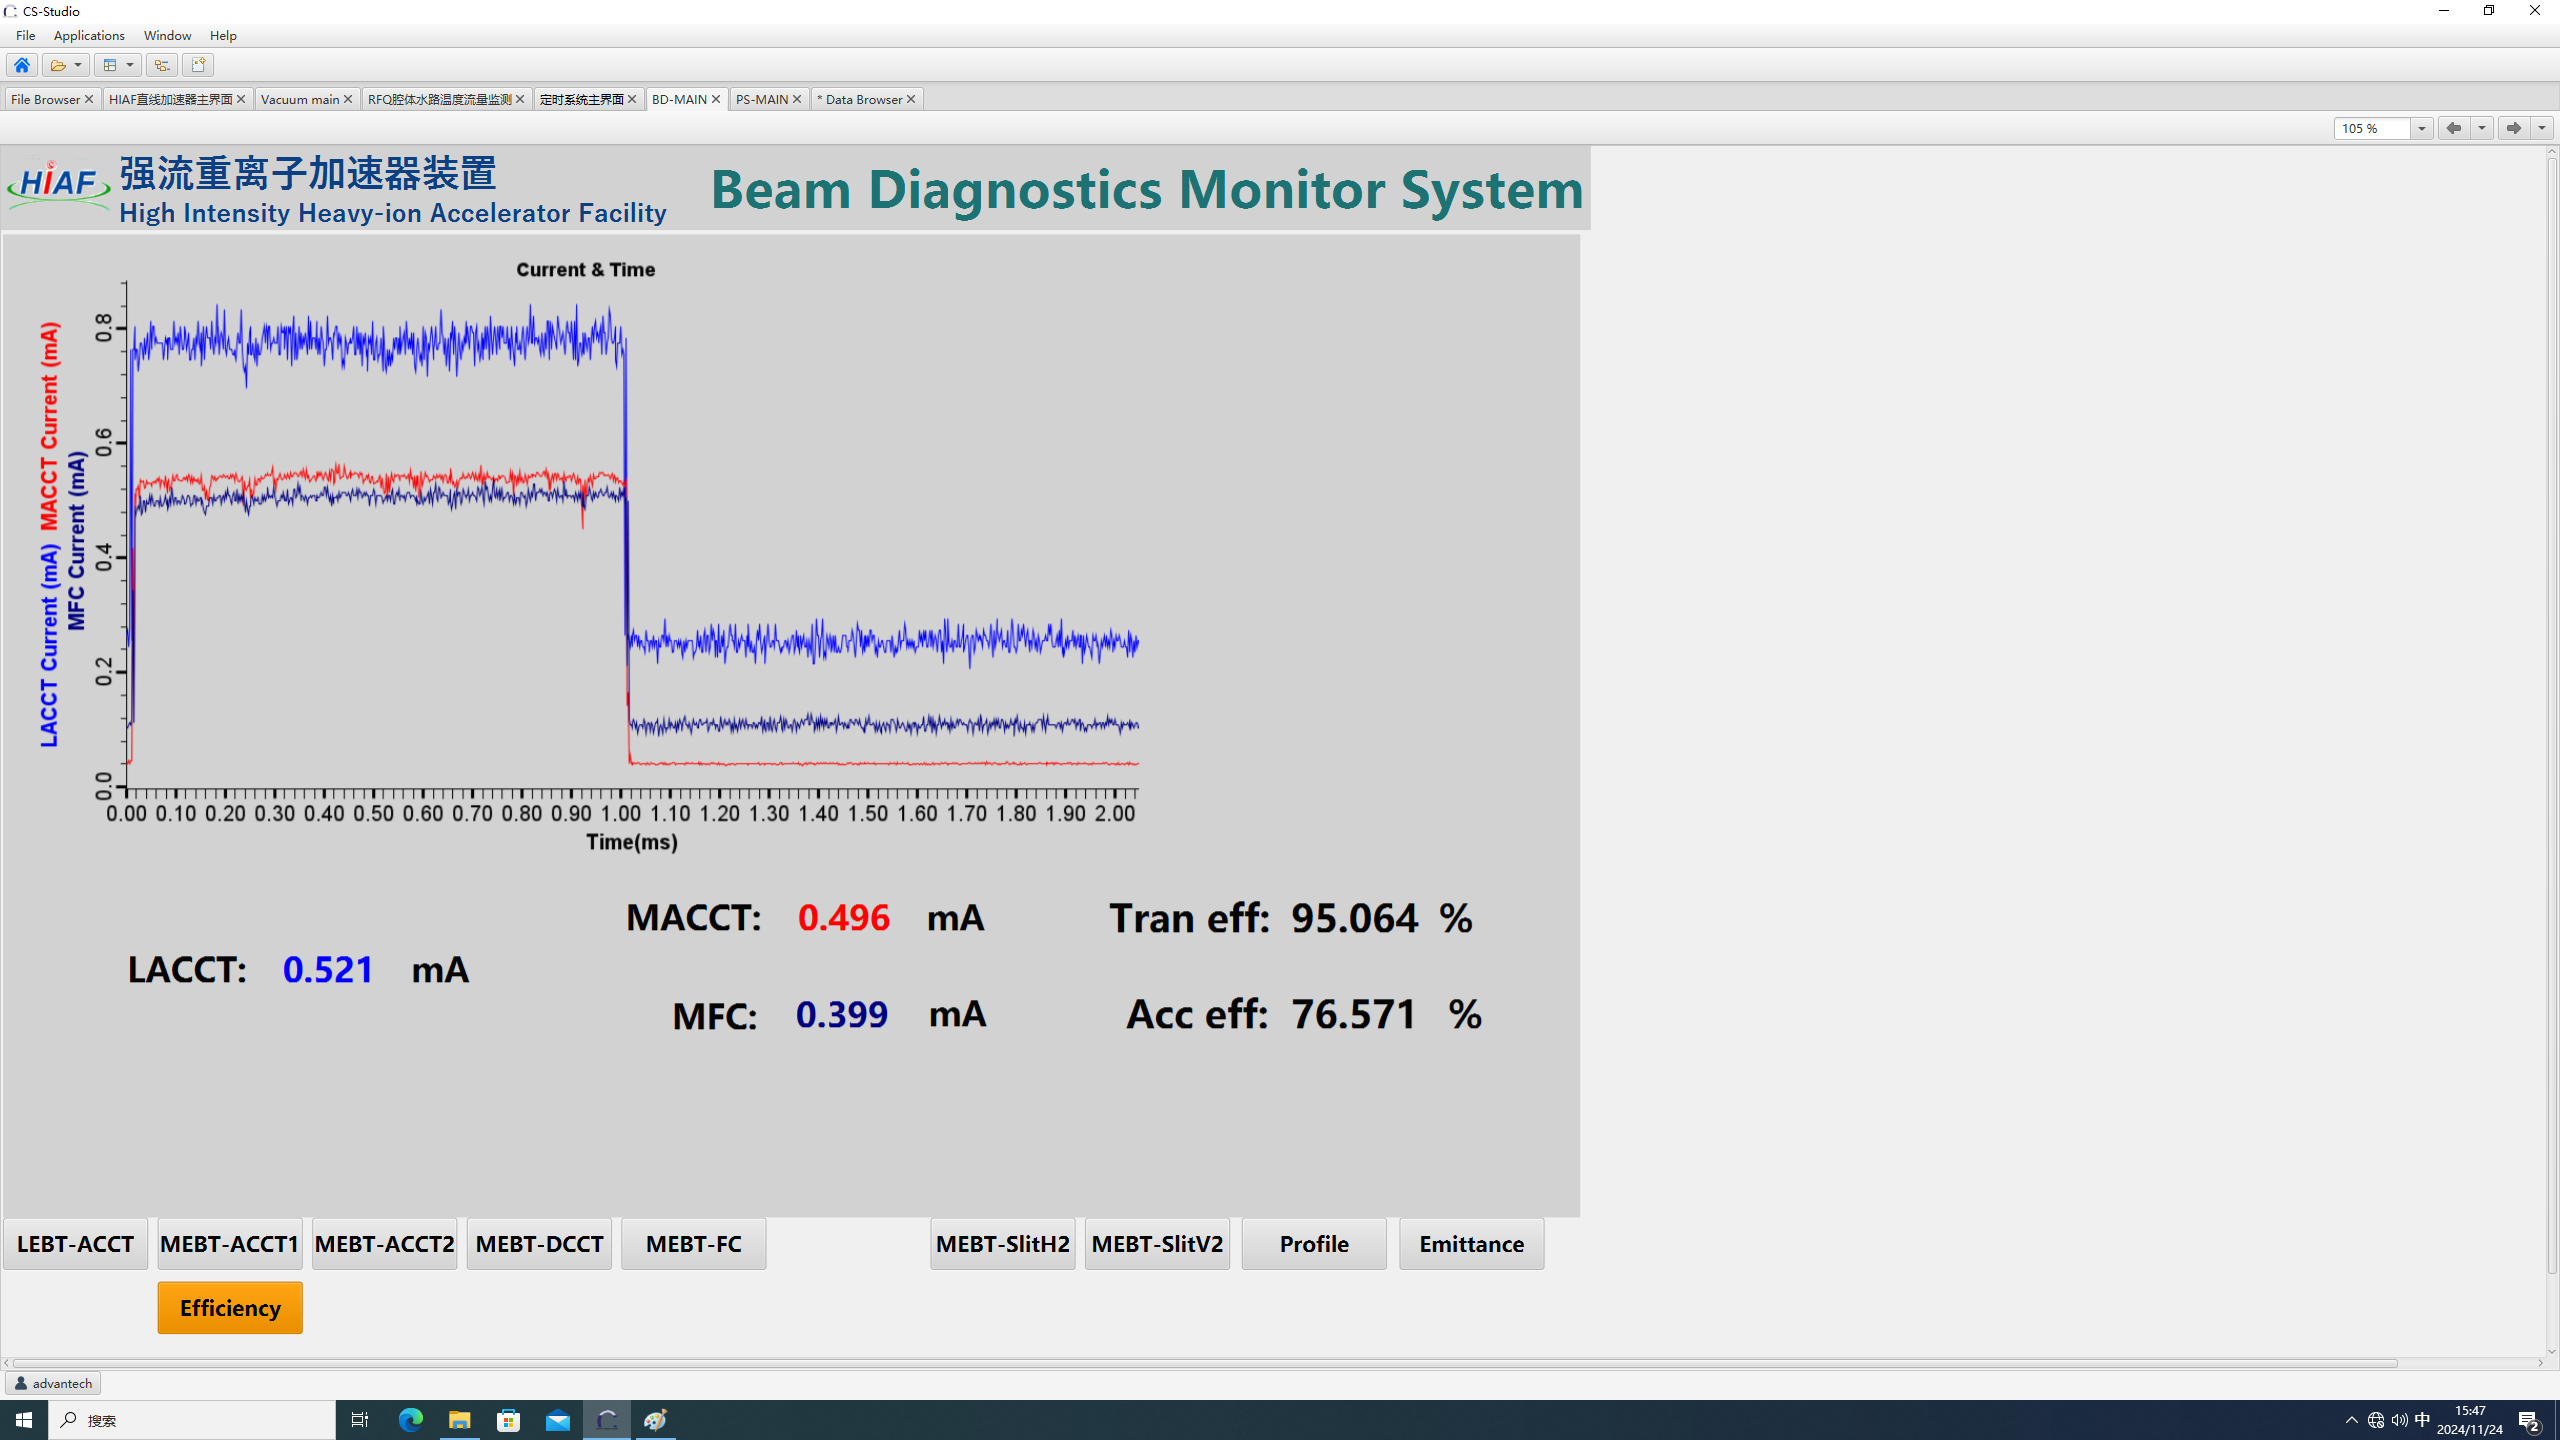 CS-Studio
File Applications Window Help
File Browser HIAF直线加速器主界面 Vacuum main RFQ腔体水路温度流量监测 定时系统主界面 BD-MAIN PS-MAIN * Data Browser
105 %
HIAF
强流重离子加速器装置
High Intensity Heavy-ion Accelerator Facility
Beam Diagnostics Monitor System
Current & Time
LACCT Current (mA) MACCT Current (mA)
MFC Current (mA)
0.8
0.6
0.4
0.2
0.0
0.00 0.10 0.20 0.30 0.40 0.50 0.60 0.70 0.80 0.90 1.00 1.10 1.20 1.30 1.40 1.50 1.60 1.70 1.80 1.90 2.00
Time(ms)
MACCT: 0.496 mA Tran eff: 95.064 %
LACCT: 0.521 mA
MFC: 0.399 mA Acc eff: 76.571 %
LEBT-ACCT MEBT-ACCT1 MEBT-ACCT2 MEBT-DCCT MEBT-FC MEBT-SlitH2 MEBT-SlitV2 Profile Emittance
Efficiency
advantech
搜索
中
15:47
2024/11/24
2